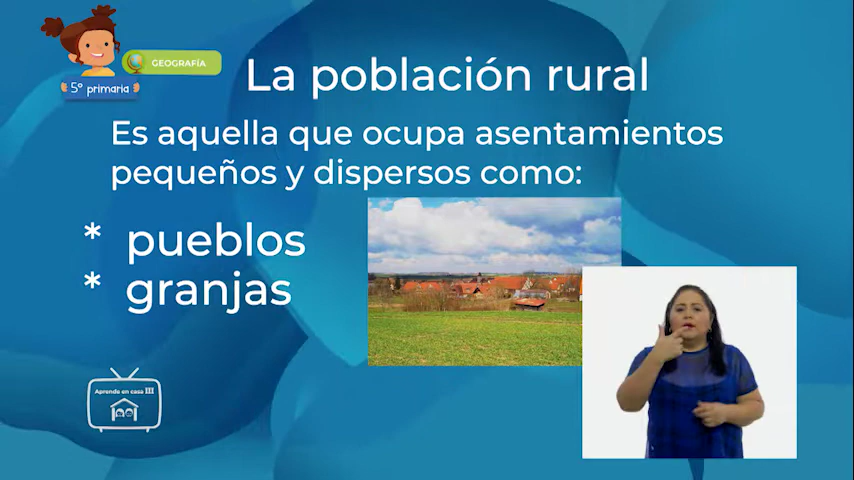 GEOGRAFÍA
5° primaria
La población rural
Es aquella que ocupa asentamientos
pequeños y dispersos como:
* pueblos
* granjas
Aprende en casa III